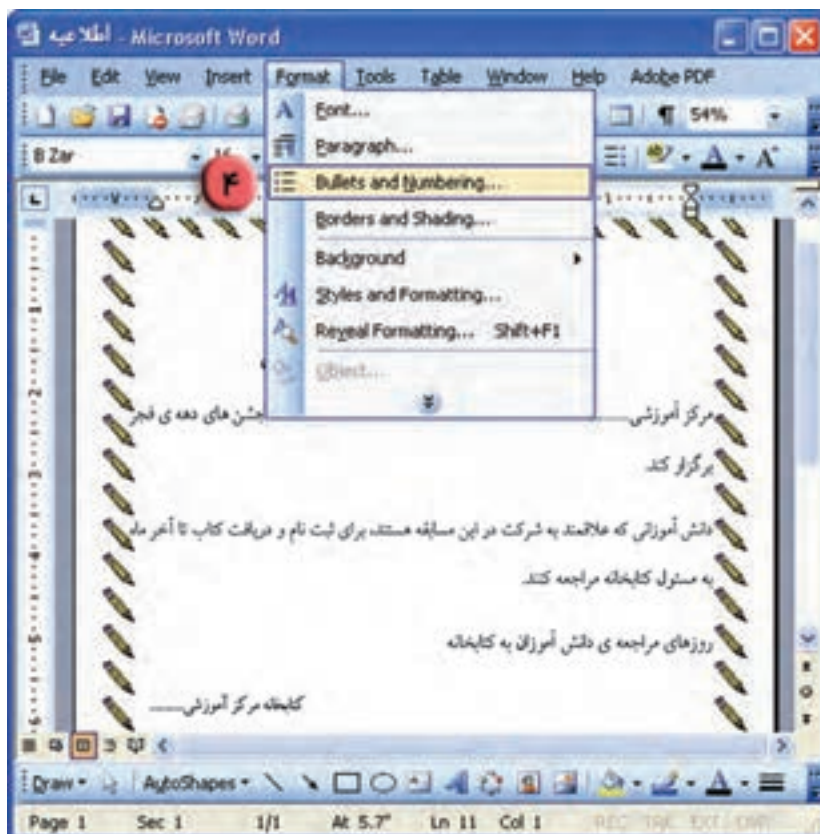 اطلاعیه - Microsoft Word
File Edit View Insert Format Tools Table Window Help Adobe PDF
54%
B Zar 16
Font...
Paragraph...
۴
Bullets and Numbering...
Borders and Shading...
Background
Styles and Formatting...
Reveal Formatting... Shift+F1
Object...
مرکز آموزشی............ جشن های دهه ی فجر
برگزار کند.
دانش آموزانی که علاقمند به شرکت در این مسابقه هستند، برای ثبت نام و دریافت کتاب تا آخر ماه
به مسئول کتابخانه مراجعه کنند.
روزهای مراجعه ی دانش آموزان به کتابخانه
کتابخانه مرکز آموزشی.......
Draw AutoShapes
Page 1 Sec 1 1/1 At 5.7" Ln 11 Col 1 REC TRK EXT OVR